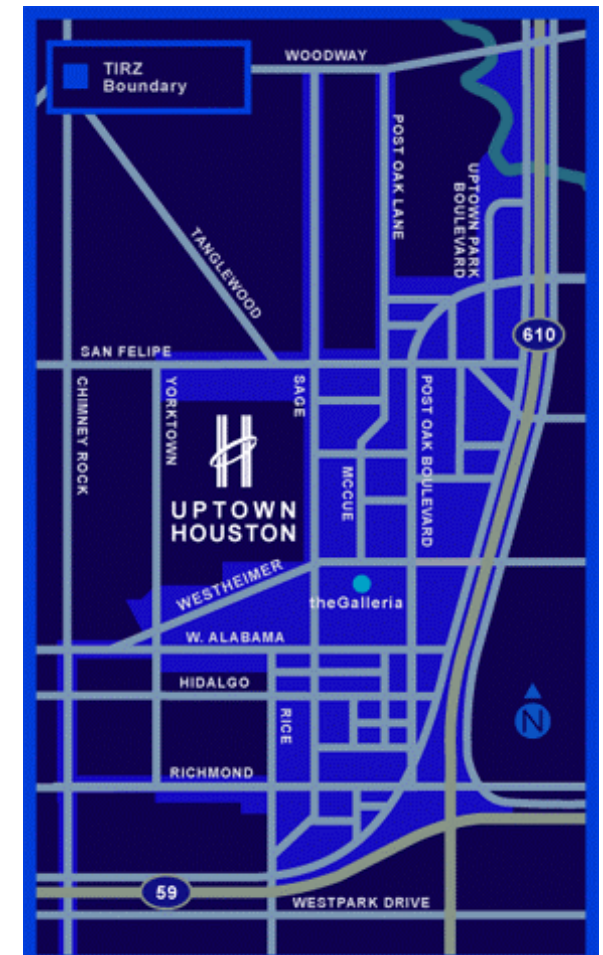 WOODWAY
TIRZ
Boundary
POST OAK LANE
UPTOWN PARK
BOULEVARD
TANGLEWOOD
610
SAN FELIPE
CHIMNEY ROCK
YORKTOWN
SAGE
POST OAK BOULEVARD
UPTOWN
HOUSTON
MCCUE
WESTHEIMER
theGalleria
W. ALABAMA
HIDALGO
RICE
N
RICHMOND
59
WESTPARK DRIVE